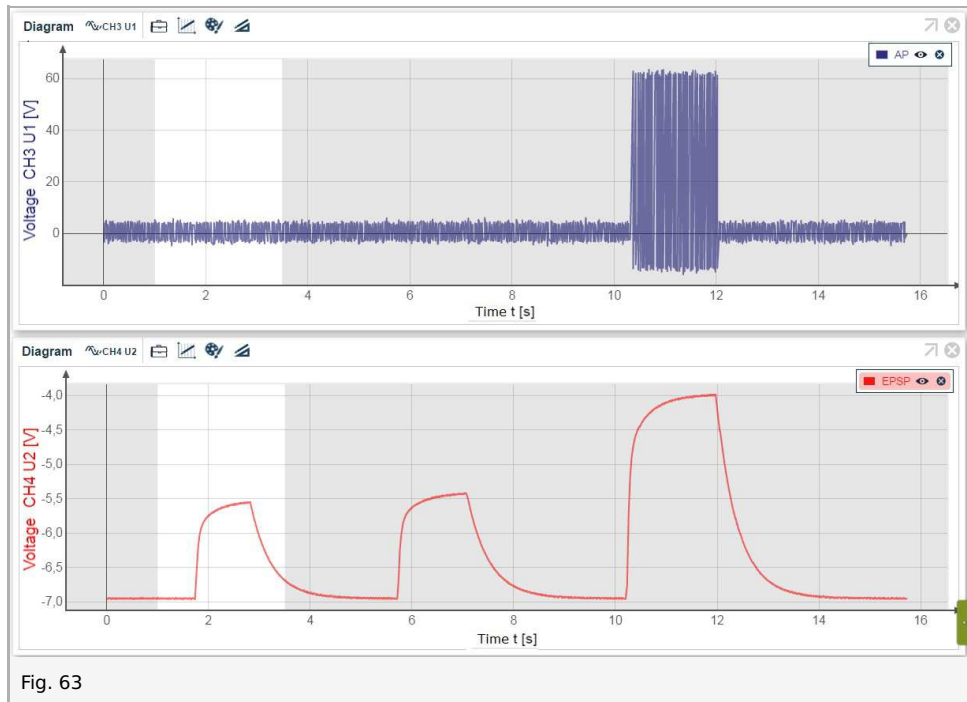 Diagram CH3 U1
AP
Voltage CH3 U1 [V]
60
40
20
0
0 2 4 6 8 10 12 14 16
Time t [s]
Diagram CH4 U2
EPSP
Voltage CH4 U2 [V]
-4,0
-4,5
-5,0
-5,5
-6,0
-6,5
-7,0
0 2 4 6 8 10 12 14 16
Time t [s]
Fig. 63